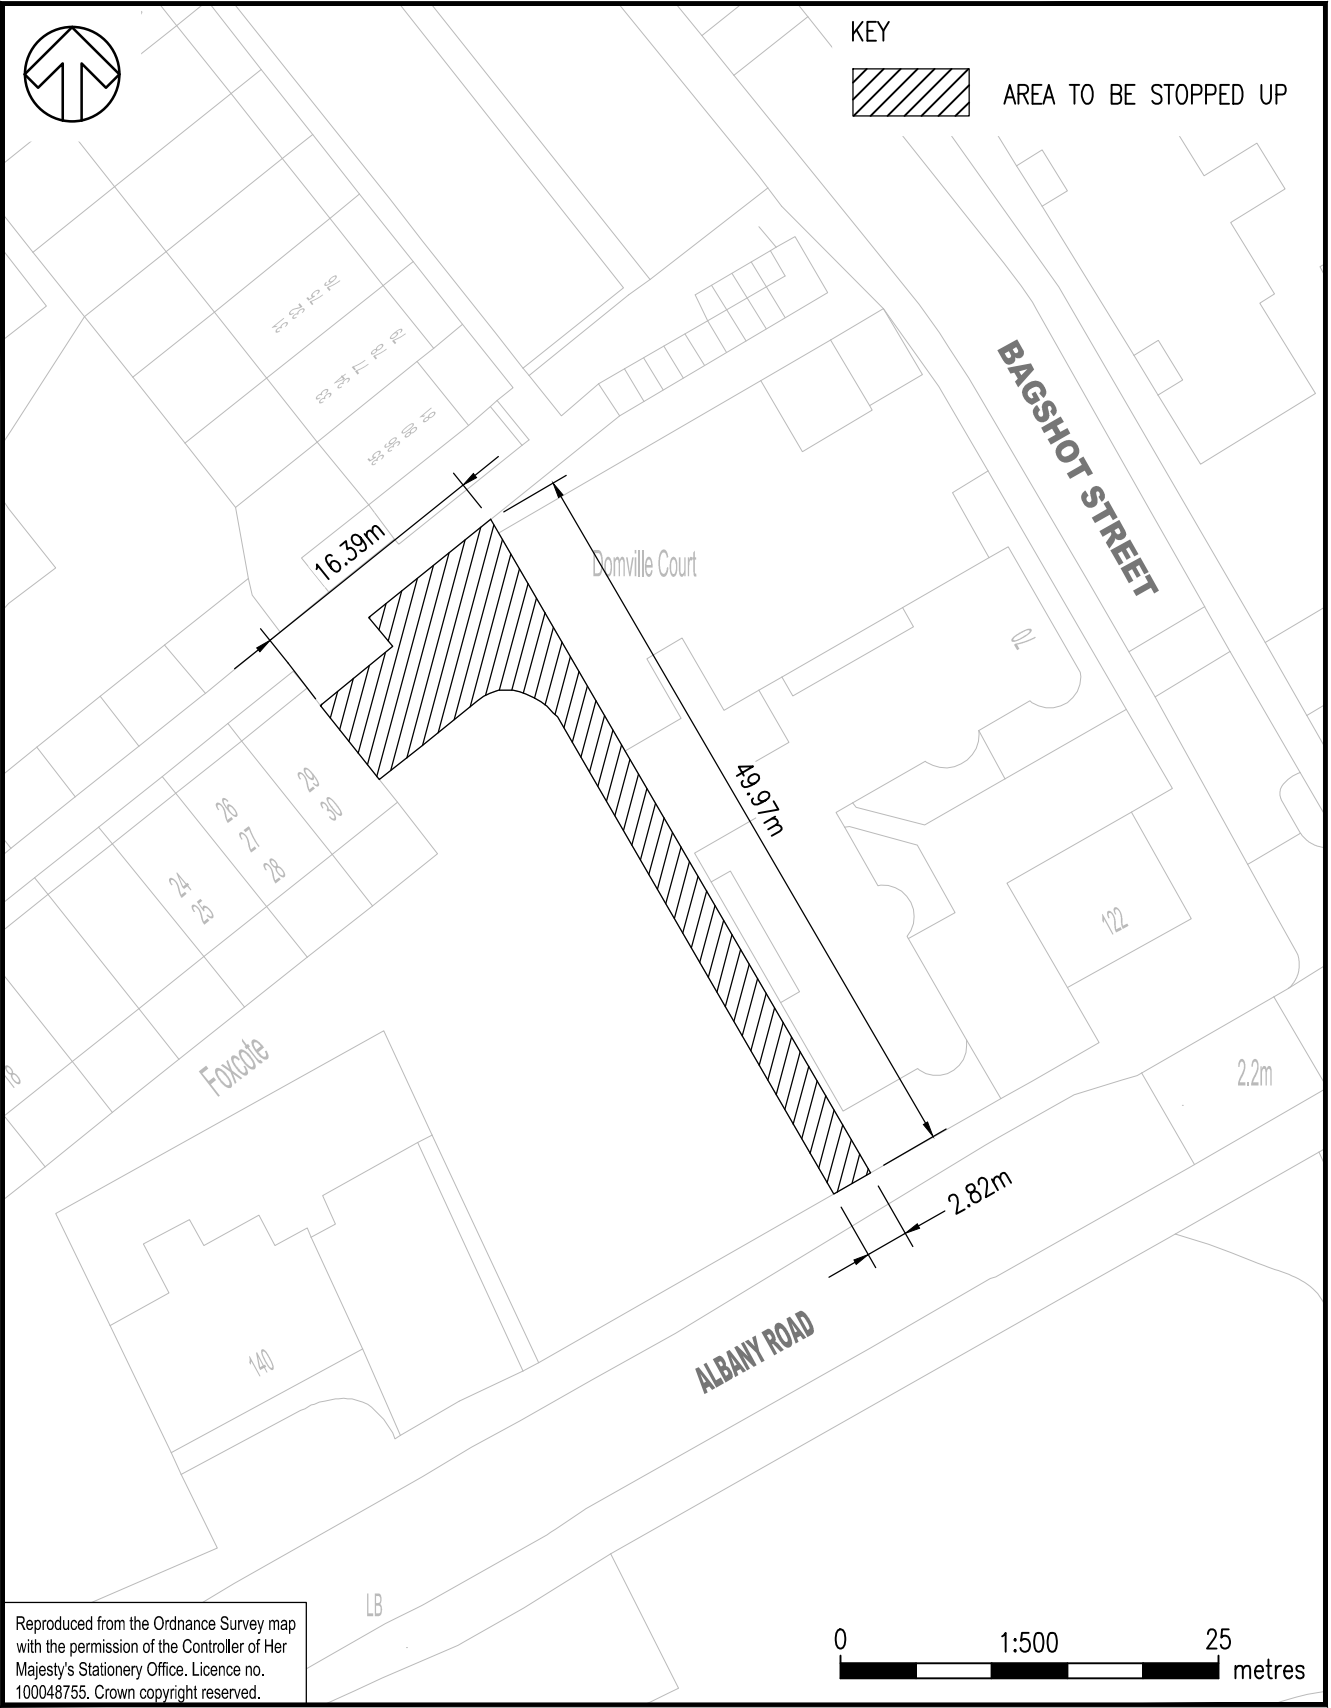 KEY
AREA TO BE STOPPED UP
BAGSHOT STREET
16.39m
Domville Court
70
49.97m
29
30
26
27
28
24
25
122
18
Foxcote
2.2m
2.82m
ALBANY ROAD
140
LB
Reproduced from the Ordnance Survey map
with the permission of the Controller of Her
Majesty's Stationery Office. Licence no.
100048755. Crown copyright reserved.
0 1:500 25
metres